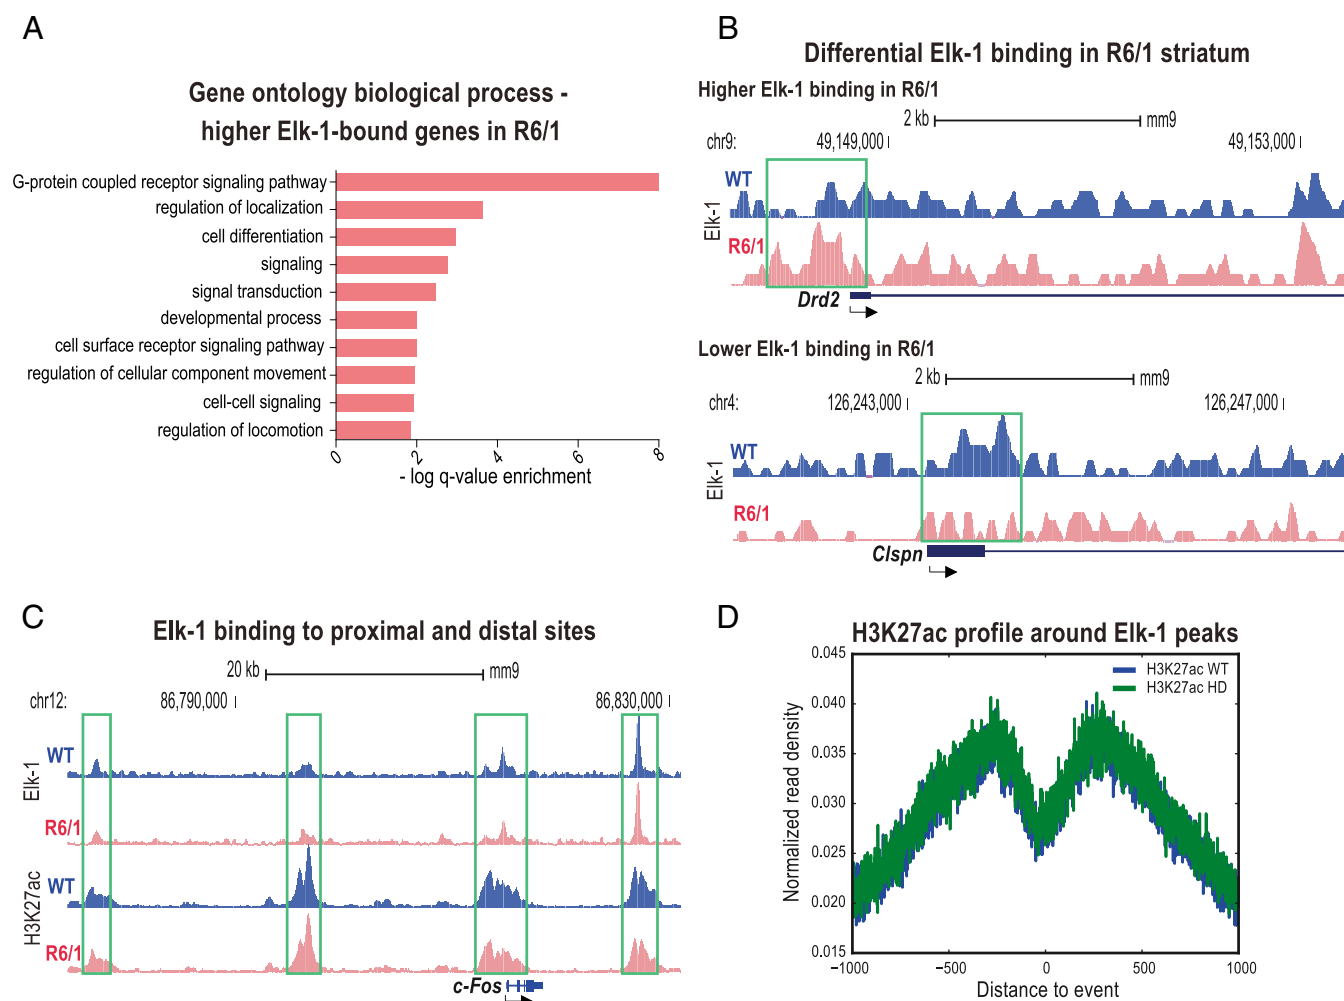 A
Gene ontology biological process -
higher Elk-1-bound genes in R6/1
G-protein coupled receptor signaling pathway
regulation of localization
cell differentiation
signaling
signal transduction
developmental process
cell surface receptor signaling pathway
regulation of cellular component movement
cell-cell signaling
regulation of locomotion
0 2 4 6 8
- log q-value enrichment
B
Differential Elk-1 binding in R6/1 striatum
Higher Elk-1 binding in R6/1
2 kb mm9
chr9: 49,149,000 49,153,000
WT
Elk-1
R6/1
Drd2
Lower Elk-1 binding in R6/1
2 kb mm9
chr4: 126,243,000 126,247,000
WT
Elk-1
R6/1
Clspn
C
Elk-1 binding to proximal and distal sites
20 kb mm9
chr12: 86,790,000 86,830,000
WT
Elk-1
R6/1
WT
H3K27ac
R6/1
c-Fos
D
H3K27ac profile around Elk-1 peaks
H3K27ac WT
H3K27ac HD
Normalized read density
0.045
0.040
0.035
0.030
0.025
0.020
0.015
−1000 −500 0 500 1000
Distance to event